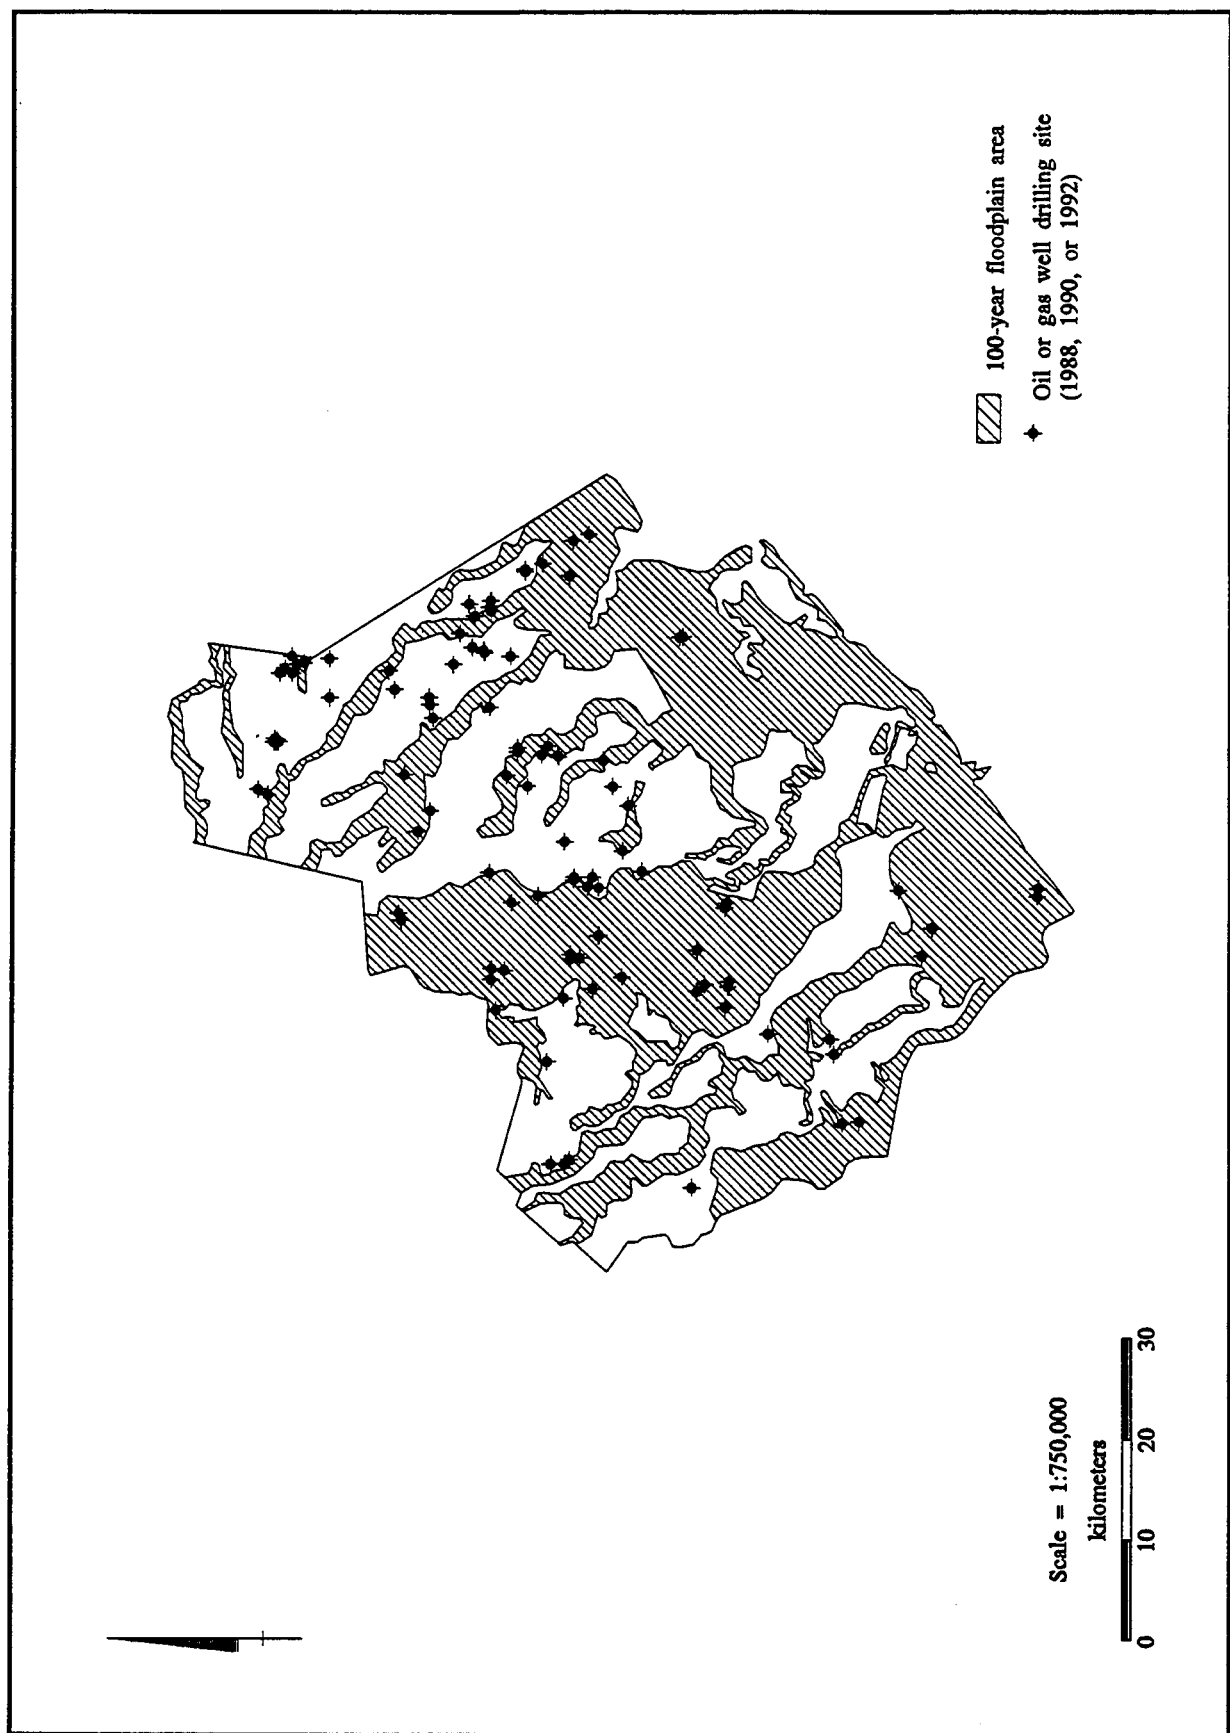 100-year floodplain area
Oil or gas well drilling site
(1988, 1990, or 1992)
Scale = 1:750,000
kilometers
0 10 20 30